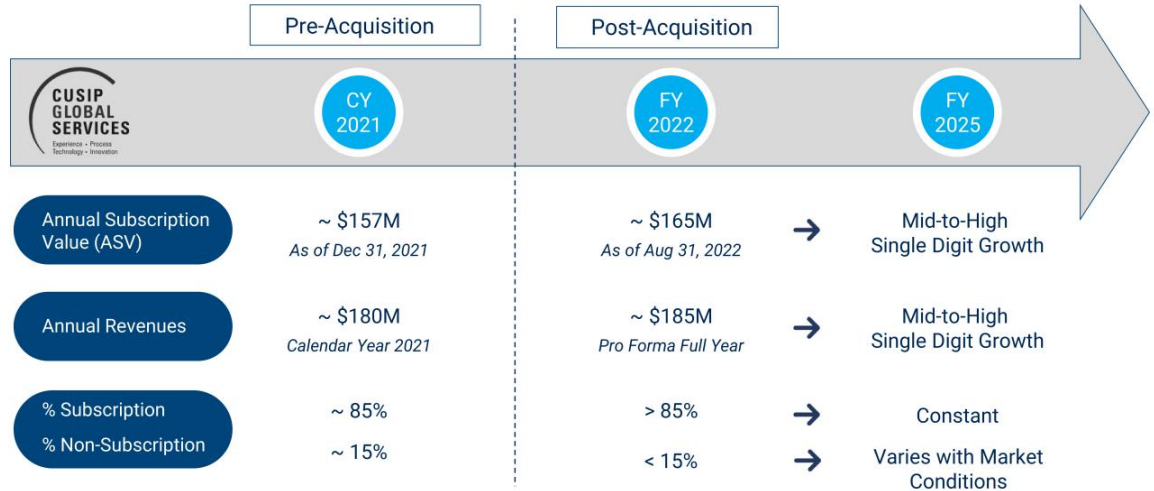 Pre-Acquisition
Post-Acquisition
CUSIP
GLOBAL
SERVICES
Experience • Process
Technology • Innovation
CY
2021
FY
2022
FY
2025
Annual Subscription
Value (ASV)
~ $157M
As of Dec 31, 2021
~ $165M
As of Aug 31, 2022
Mid-to-High
Single Digit Growth
Annual Revenues
~ $180M
Calendar Year 2021
~ $185M
Pro Forma Full Year
Mid-to-High
Single Digit Growth
% Subscription
~ 85%
> 85%
Constant
% Non-Subscription
~ 15%
< 15%
Varies with Market
Conditions